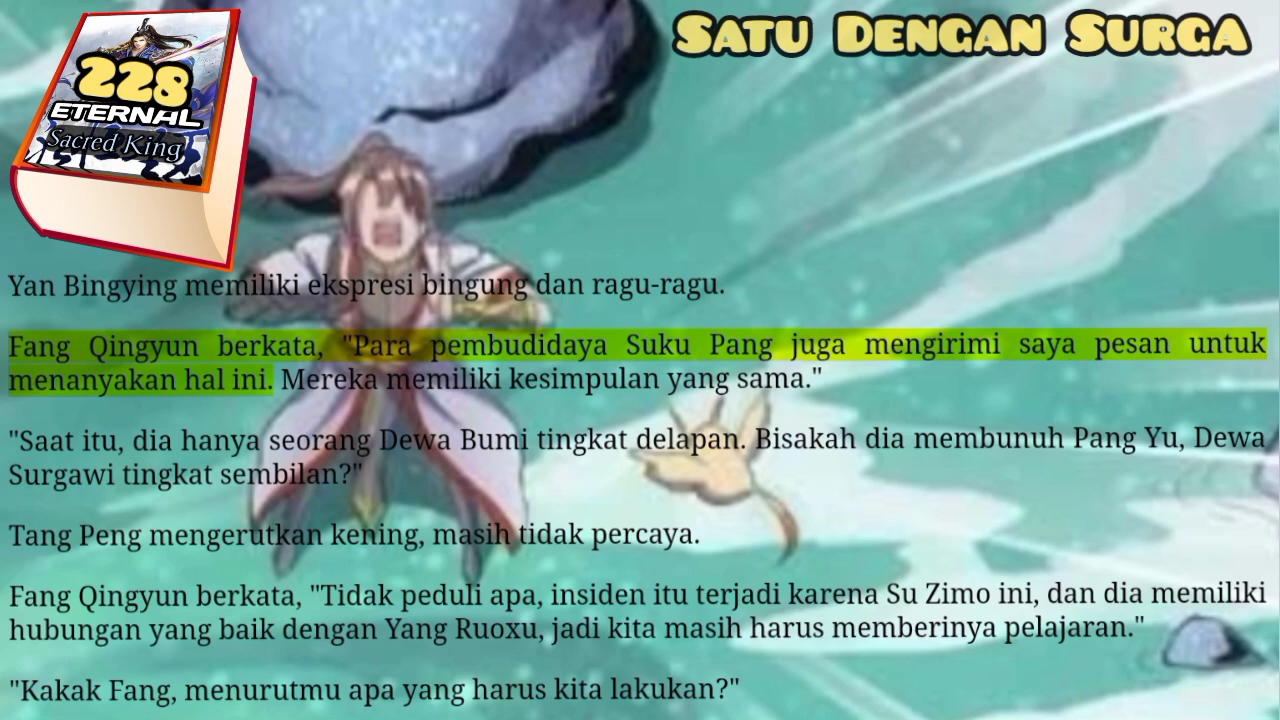 SATU DENGAN SURGA
228
ETERNAL
Sacred King
Yan Bingying memiliki ekspresi bingung dan ragu-ragu.
Fang Qingyun berkata, "Para pembudidaya Suku Pang juga mengirimi saya pesan untuk
menanyakan hal ini. Mereka memiliki kesimpulan yang sama."
"Saat itu, dia hanya seorang Dewa Bumi tingkat delapan. Bisakah dia membunuh Pang Yu, Dewa
Surgawi tingkat sembilan?"
Tang Peng mengerutkan kening, masih tidak percaya.
Fang Qingyun berkata, "Tidak peduli apa, insiden itu terjadi karena Su Zimo ini, dan dia memiliki
hubungan yang baik dengan Yang Ruoxu, jadi kita masih harus memberinya pelajaran."
"Kakak Fang, menurutmu apa yang harus kita lakukan?"